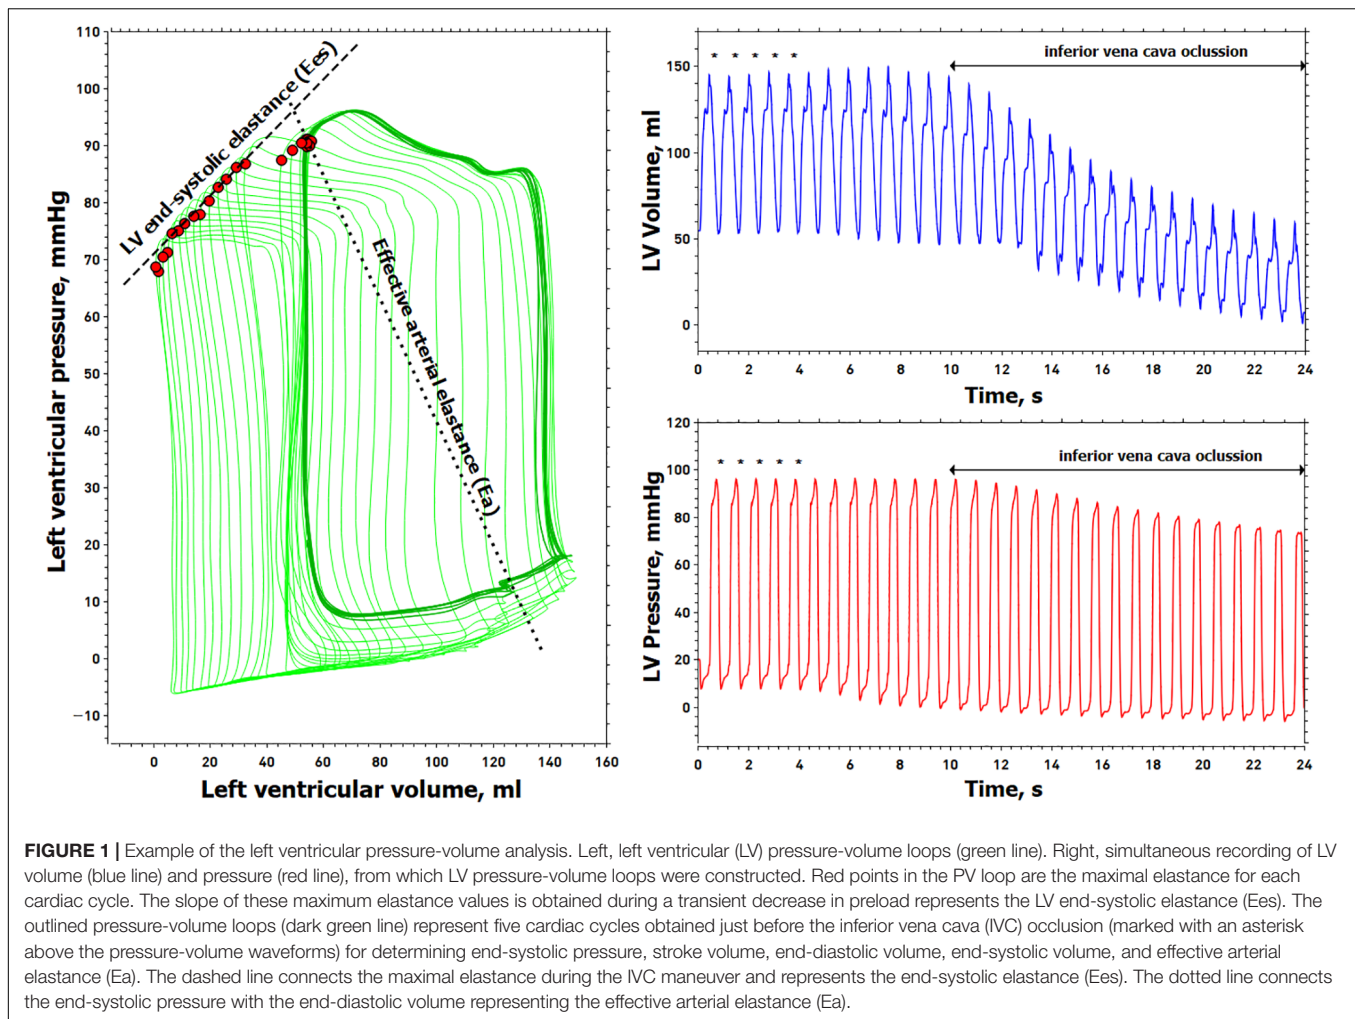 110
100
90
80
70
60
50
40
30
20
10
0
−10
Left ventricular pressure, mmHg
LV end-systolic elastance (Ees)
Effective arterial elastance (Ea)
0 20 40 60 80 100 120 140 160
Left ventricular volume, ml
* * * * *
inferior vena cava oclussion
150
100
50
0
LV Volume, ml
0 2 4 6 8 10 12 14 16 18 20 22 24
Time, s
120
100
80
60
40
20
0
LV Pressure, mmHg
* * * * *
inferior vena cava oclussion
0 2 4 6 8 10 12 14 16 18 20 22 24
Time, s
FIGURE 1 | Example of the left ventricular pressure-volume analysis. Left, left ventricular (LV) pressure-volume loops (green line). Right, simultaneous recording of LV
volume (blue line) and pressure (red line), from which LV pressure-volume loops were constructed. Red points in the PV loop are the maximal elastance for each
cardiac cycle. The slope of these maximum elastance values is obtained during a transient decrease in preload represents the LV end-systolic elastance (Ees). The
outlined pressure-volume loops (dark green line) represent five cardiac cycles obtained just before the inferior vena cava (IVC) occlusion (marked with an asterisk
above the pressure-volume waveforms) for determining end-systolic pressure, stroke volume, end-diastolic volume, end-systolic volume, and effective arterial
elastance (Ea). The dashed line connects the maximal elastance during the IVC maneuver and represents the end-systolic elastance (Ees). The dotted line connects
the end-systolic pressure with the end-diastolic volume representing the effective arterial elastance (Ea).